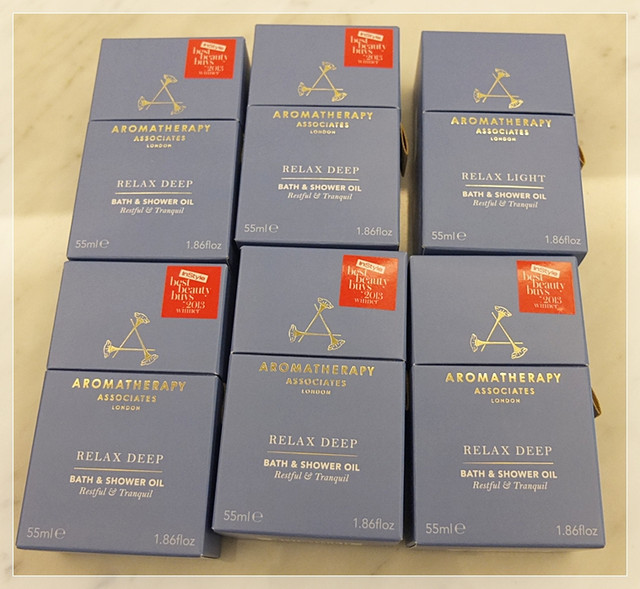 InStyle
best
beauty
buys
2013
winner
AROMATHERAPY
ASSOCIATES
LONDON
RELAX DEEP
BATH & SHOWER OIL
Restful & Tranquil
55ml℮ 1.86floz
InStyle
best
beauty
buys
2013
winner
AROMATHERAPY
ASSOCIATES
LONDON
RELAX DEEP
BATH & SHOWER OIL
Restful & Tranquil
55ml℮ 1.86floz
AROMATHERAPY
ASSOCIATES
LONDON
RELAX LIGHT
BATH & SHOWER OIL
Restful & Tranquil
55ml℮ 1.86floz
InStyle
best
beauty
buys
2013
winner
AROMATHERAPY
ASSOCIATES
LONDON
RELAX DEEP
BATH & SHOWER OIL
Restful & Tranquil
55ml℮ 1.86floz
InStyle
best
beauty
buys
2013
winner
AROMATHERAPY
ASSOCIATES
LONDON
RELAX DEEP
BATH & SHOWER OIL
Restful & Tranquil
55ml℮ 1.86floz
InStyle
best
beauty
buys
2013
winner
AROMATHERAPY
ASSOCIATES
LONDON
RELAX DEEP
BATH & SHOWER OIL
Restful & Tranquil
55ml℮ 1.86floz